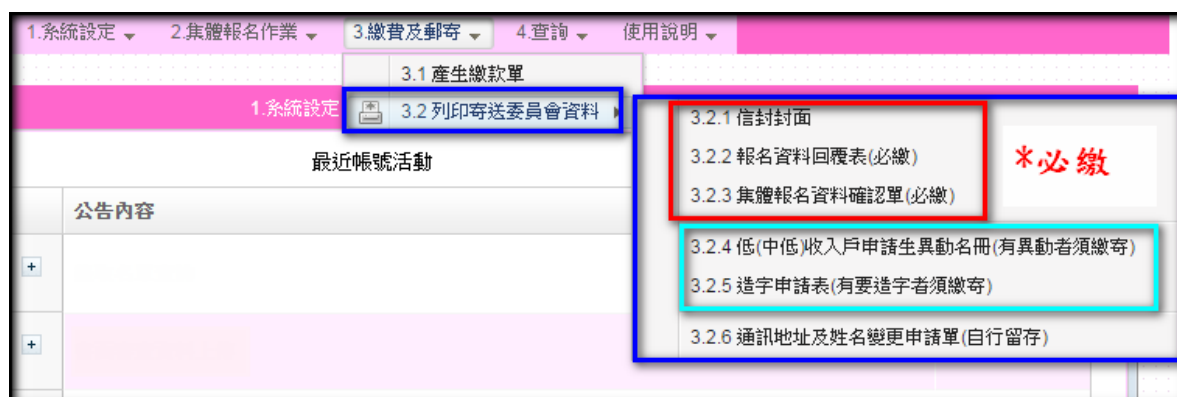 1.系統設定 2.集體報名作業 3.繳費及郵寄 4.查詢 使用說明
3.1 產生繳款單
1.系統設定 3.2 列印寄送委員會資料
3.2.1 信封封面
3.2.2 報名資料回覆表(必繳)
3.2.3 集體報名資料確認單(必繳)
*必繳
3.2.4 低(中低)收入戶申請生異動名冊(有異動者須繳寄)
3.2.5 造字申請表(有要造字者須繳寄)
3.2.6 通訊地址及姓名變更申請單(自行留存)
最近帳號活動
公告內容